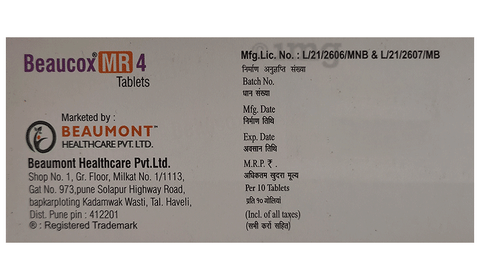 Beaucox® MR 4
Tablets
Marketed by :
BEAUMONT™
HEALTHCARE PVT. LTD.
Beaumont Healthcare Pvt.Ltd.
Shop No. 1, Gr. Floor, Milkat No. 1/1113,
Gat No. 973,pune Solapur Highway Road,
bapkarploting Kadamwak Wasti, Tal. Haveli,
Dist. Pune pin : 412201
® : Registered Trademark
Mfg.Lic. No. : L/21/2606/MNB & L/21/2607/MB
निर्माण अनुज्ञप्ति संख्या
Batch No.
घान संख्या
Mfg. Date
निर्माण तिथि
Exp. Date
अवसान तिथि
M.R.P. ₹ .
अधिकतम खुदरा मूल्य
Per 10 Tablets
प्रति १० गोलियां
(Incl. of all taxes)
(सबी करों सहित)